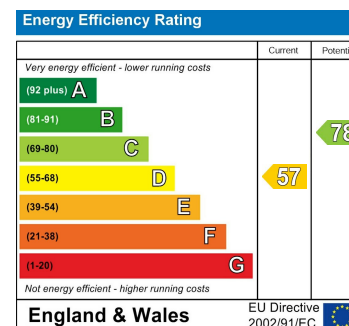 Energy Efficiency Rating
Current Potenti
Very energy efficient - lower running costs
(92 plus) A
(81-91) B
(69-80) C
78
(55-68) D
57
(39-54) E
(21-38) F
(1-20) G
Not energy efficient - higher running costs
England & Wales
EU Directive
2002/91/EC